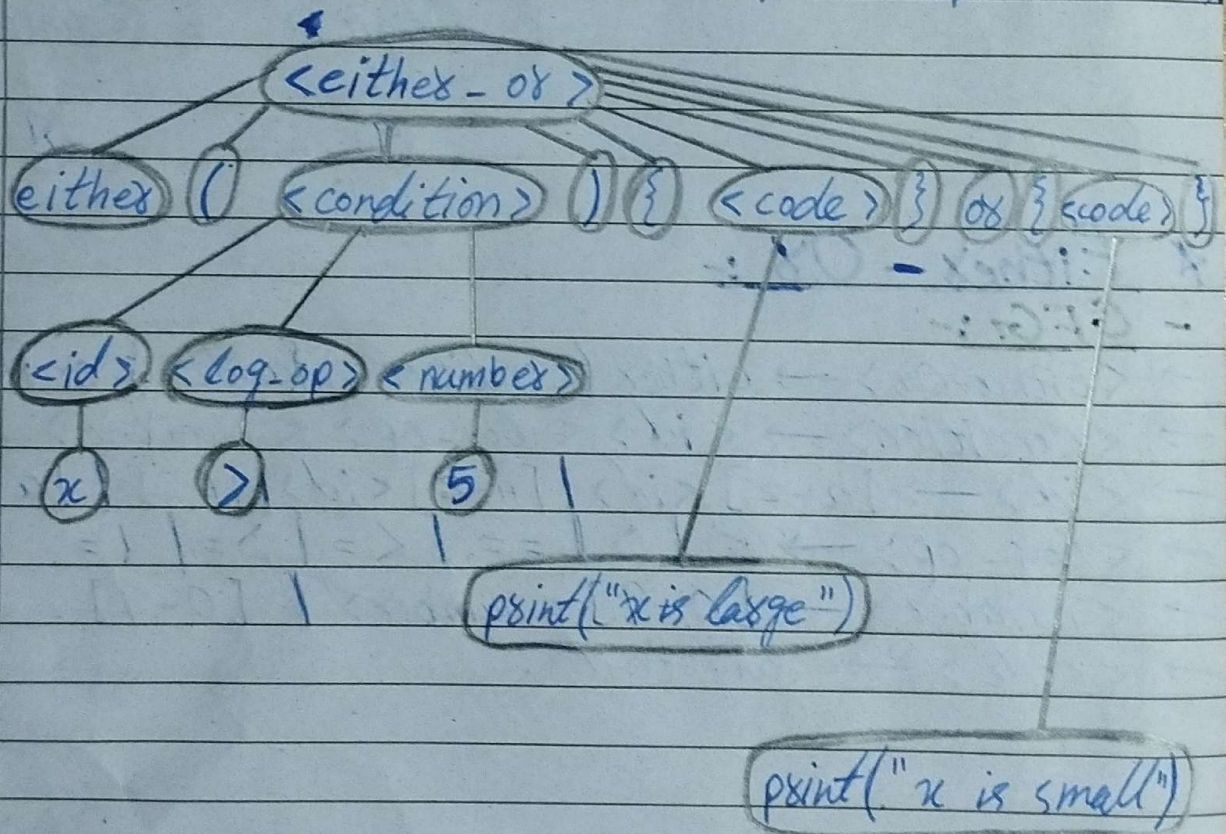 <either_or>
either ( <condition> ) { <code> } or { <code> }
<id> <log_op> <number>
x > 5
print("x is large")
print("x is small")